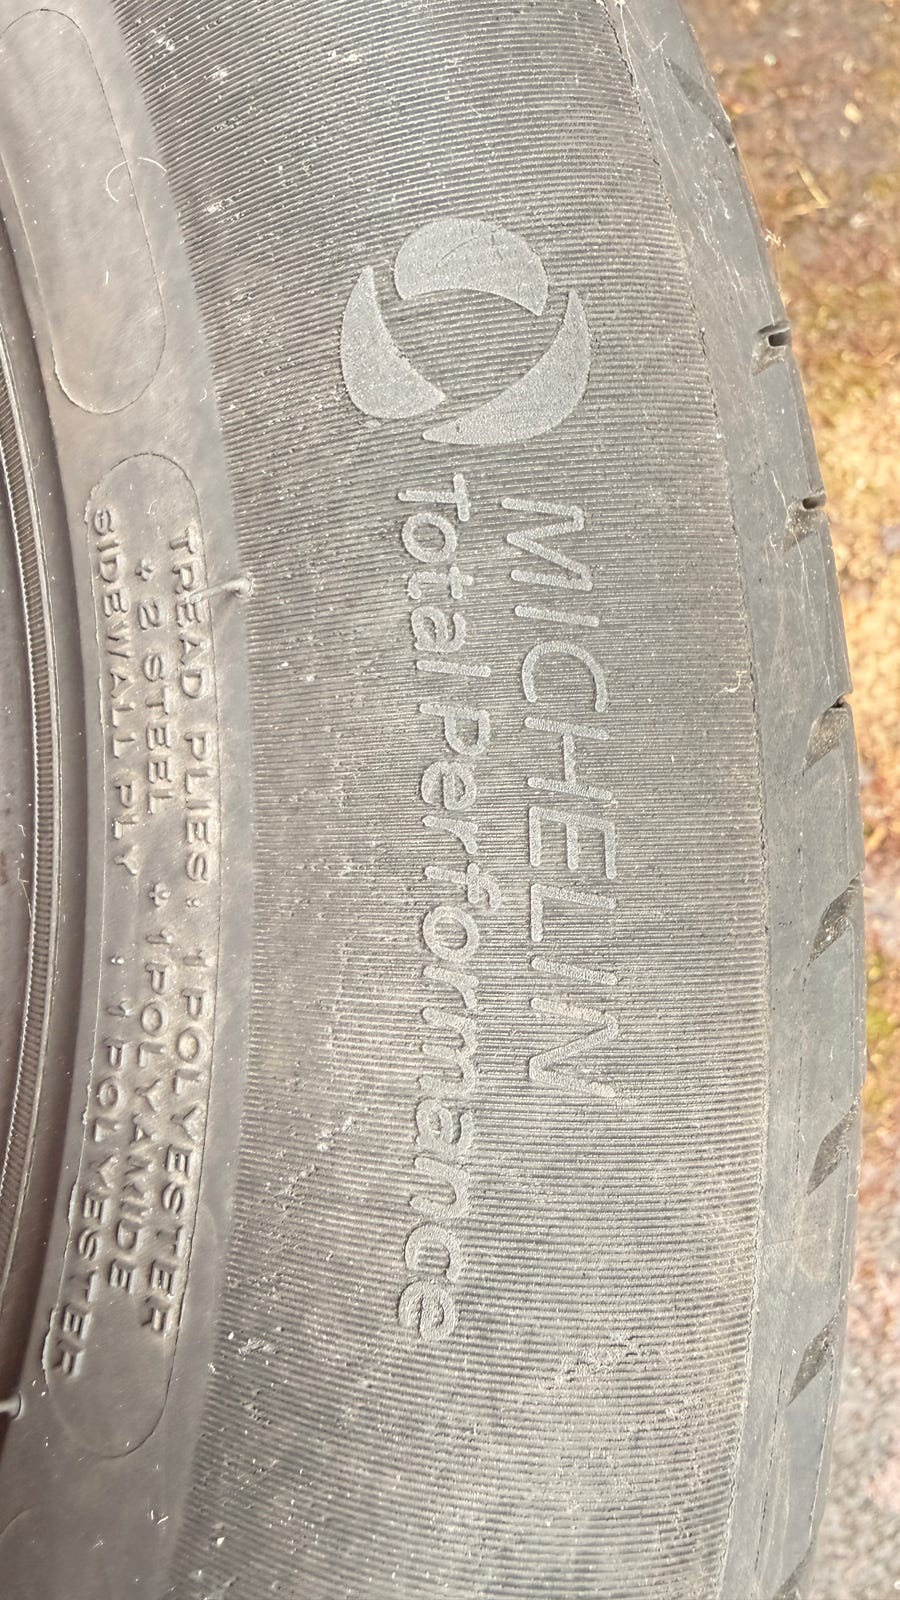 MICHELIN
Total performance
TREAD PLIES: 1 POLYESTER
+ 2 STEEL + 1 POLYAMIDE
SIDEWALL PLY : 1 POLYESTER